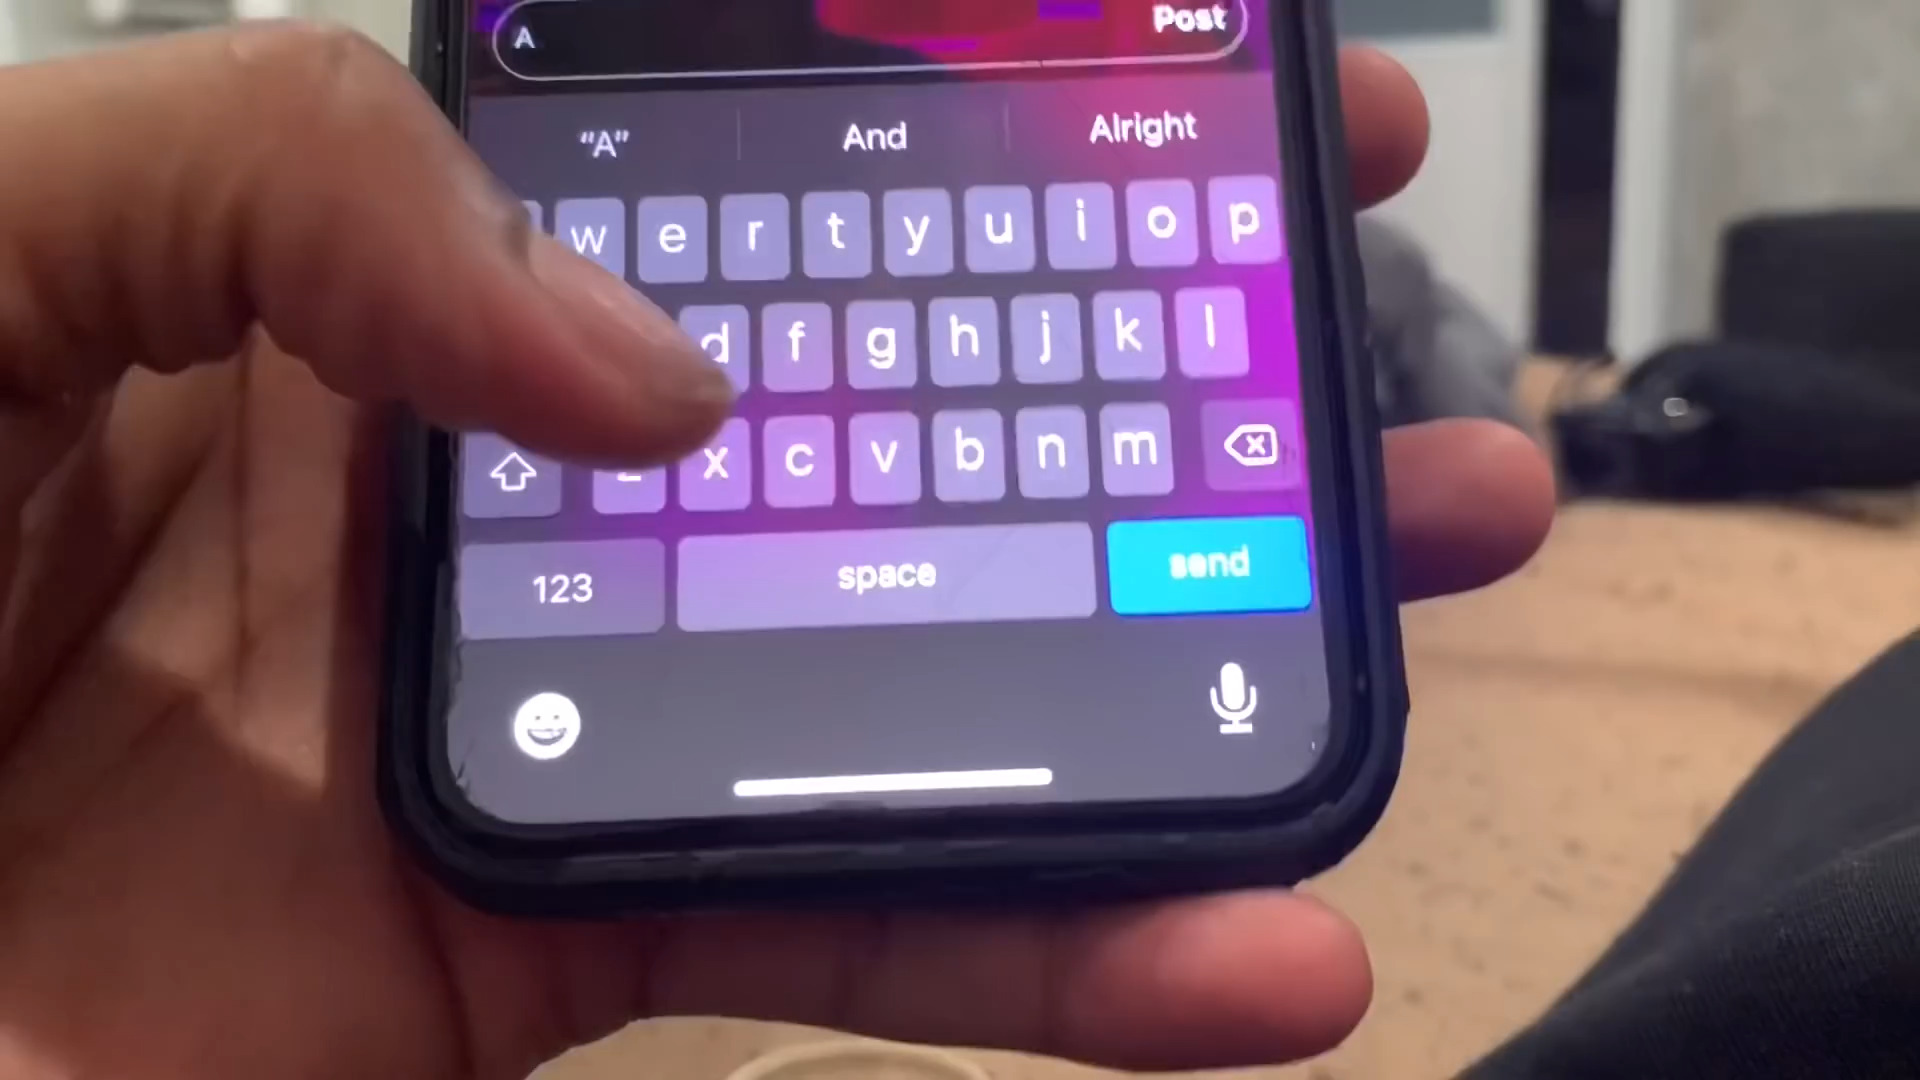 A Post
“A” And Alright
w e r t y u i o p
d f g h j k l
x c v b n m
123 space send